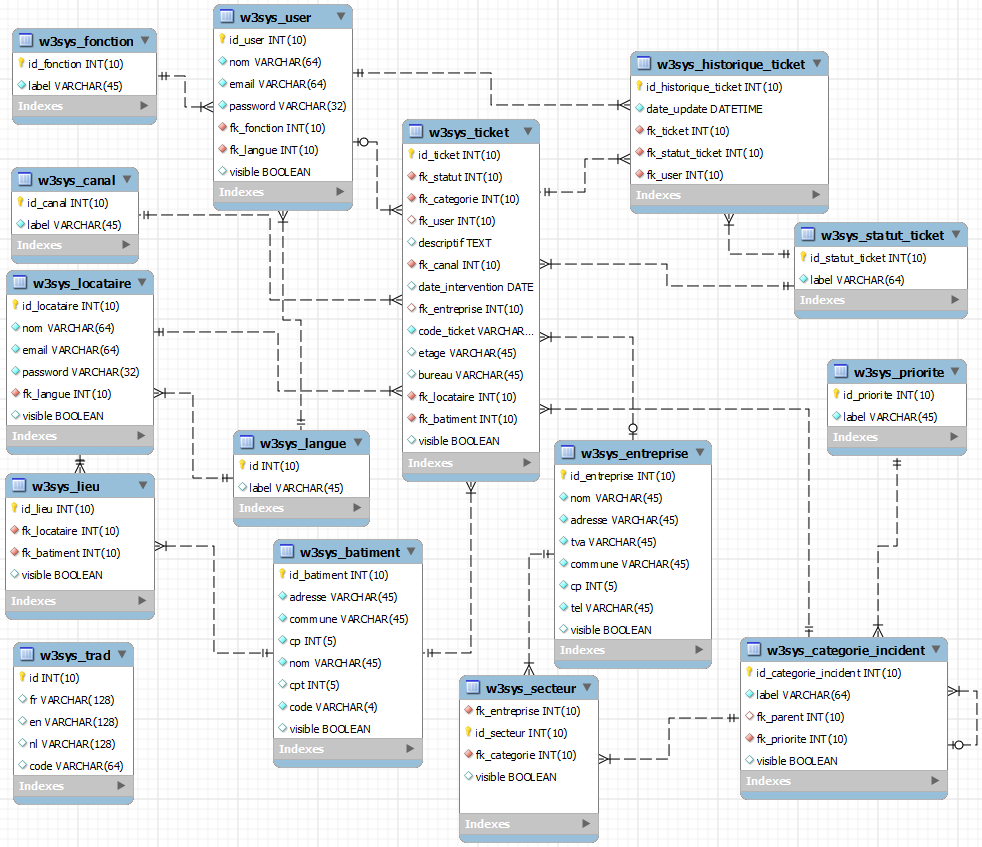 w3sys_fonction
id_fonction INT(10)
label VARCHAR(45)
Indexes
w3sys_user
id_user INT(10)
nom VARCHAR(64)
email VARCHAR(64)
password VARCHAR(32)
fk_fonction INT(10)
fk_langue INT(10)
visible BOOLEAN
Indexes
w3sys_historique_ticket
id_historique_ticket INT(10)
date_update DATETIME
fk_ticket INT(10)
fk_statut_ticket INT(10)
fk_user INT(10)
Indexes
w3sys_ticket
id_ticket INT(10)
fk_statut INT(10)
fk_categorie INT(10)
fk_user INT(10)
descriptif TEXT
fk_canal INT(10)
date_intervention DATE
fk_entreprise INT(10)
code_ticket VARCHAR...
etage VARCHAR(45)
bureau VARCHAR(45)
fk_locataire INT(10)
fk_batiment INT(10)
visible BOOLEAN
Indexes
w3sys_canal
id_canal INT(10)
label VARCHAR(45)
Indexes
w3sys_statut_ticket
id_statut_ticket INT(10)
label VARCHAR(64)
Indexes
w3sys_locataire
id_locataire INT(10)
nom VARCHAR(64)
email VARCHAR(64)
password VARCHAR(32)
fk_langue INT(10)
visible BOOLEAN
Indexes
w3sys_priorite
id_priorite INT(10)
label VARCHAR(45)
Indexes
w3sys_langue
id INT(10)
label VARCHAR(45)
Indexes
w3sys_entreprise
id_entreprise INT(10)
nom VARCHAR(45)
adresse VARCHAR(45)
tva VARCHAR(45)
commune VARCHAR(45)
cp INT(5)
tel VARCHAR(45)
visible BOOLEAN
Indexes
w3sys_lieu
id_lieu INT(10)
fk_locataire INT(10)
fk_batiment INT(10)
visible BOOLEAN
Indexes
w3sys_batiment
id_batiment INT(10)
adresse VARCHAR(45)
commune VARCHAR(45)
cp INT(5)
nom VARCHAR(45)
cpt INT(5)
code VARCHAR(4)
visible BOOLEAN
Indexes
w3sys_trad
id INT(10)
fr VARCHAR(128)
en VARCHAR(128)
nl VARCHAR(128)
code VARCHAR(64)
Indexes
w3sys_categorie_incident
id_categorie_incident INT(10)
label VARCHAR(64)
fk_parent INT(10)
fk_priorite INT(10)
visible BOOLEAN
Indexes
w3sys_secteur
fk_entreprise INT(10)
id_secteur INT(10)
fk_categorie INT(10)
visible BOOLEAN
Indexes